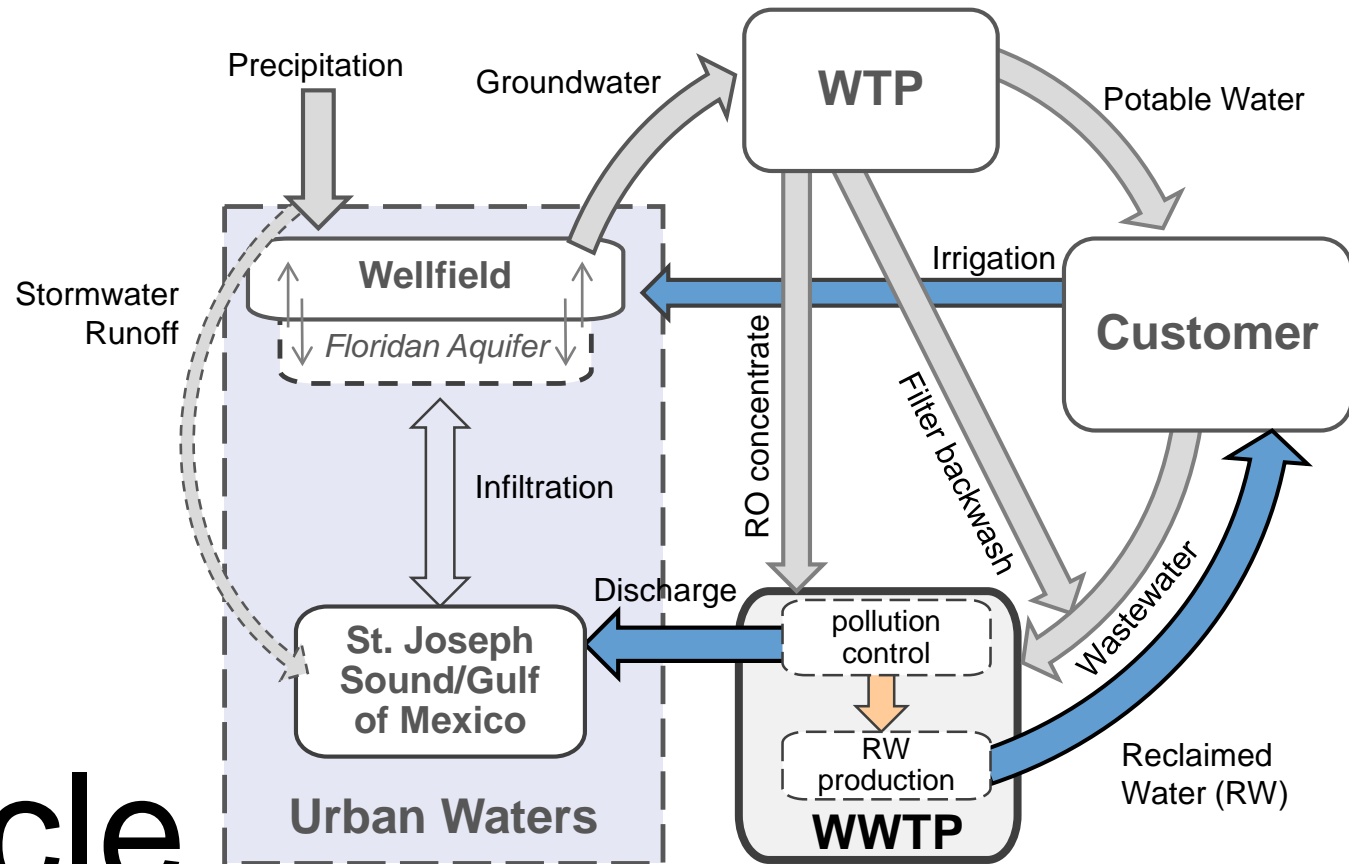 Precipitation
Groundwater
WTP
Potable Water
Stormwater
Runoff
Wellfield
Floridan Aquifer
Irrigation
Customer
RO concentrate
Filter backwash
Infiltration
Discharge
Wastewater
St. Joseph
Sound/Gulf
of Mexico
pollution
control
RW
production
Reclaimed
Water (RW)
Urban Waters
WWTP
cle